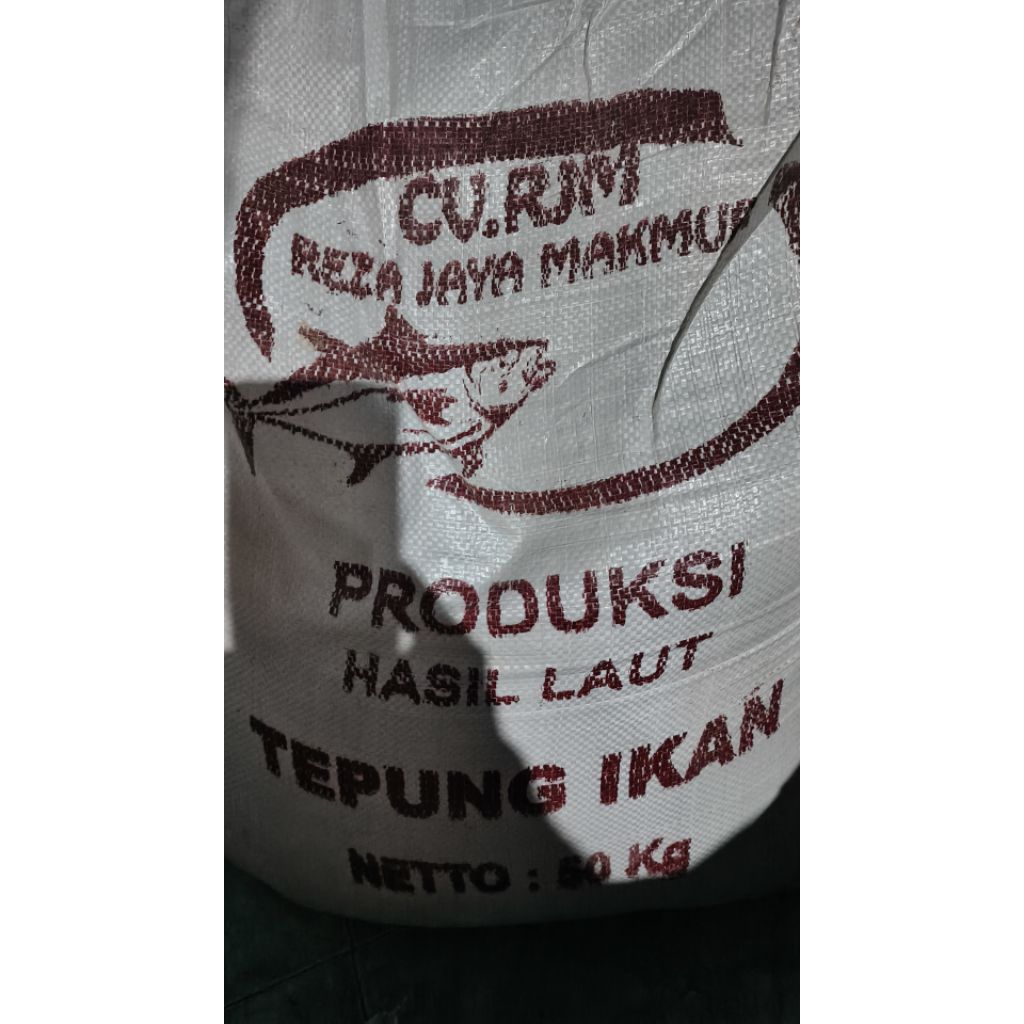 CV.RJM
REZA JAYA MAKMUR
PRODUKSI
HASIL LAUT
TEPUNG IKAN
NETTO : 50 Kg